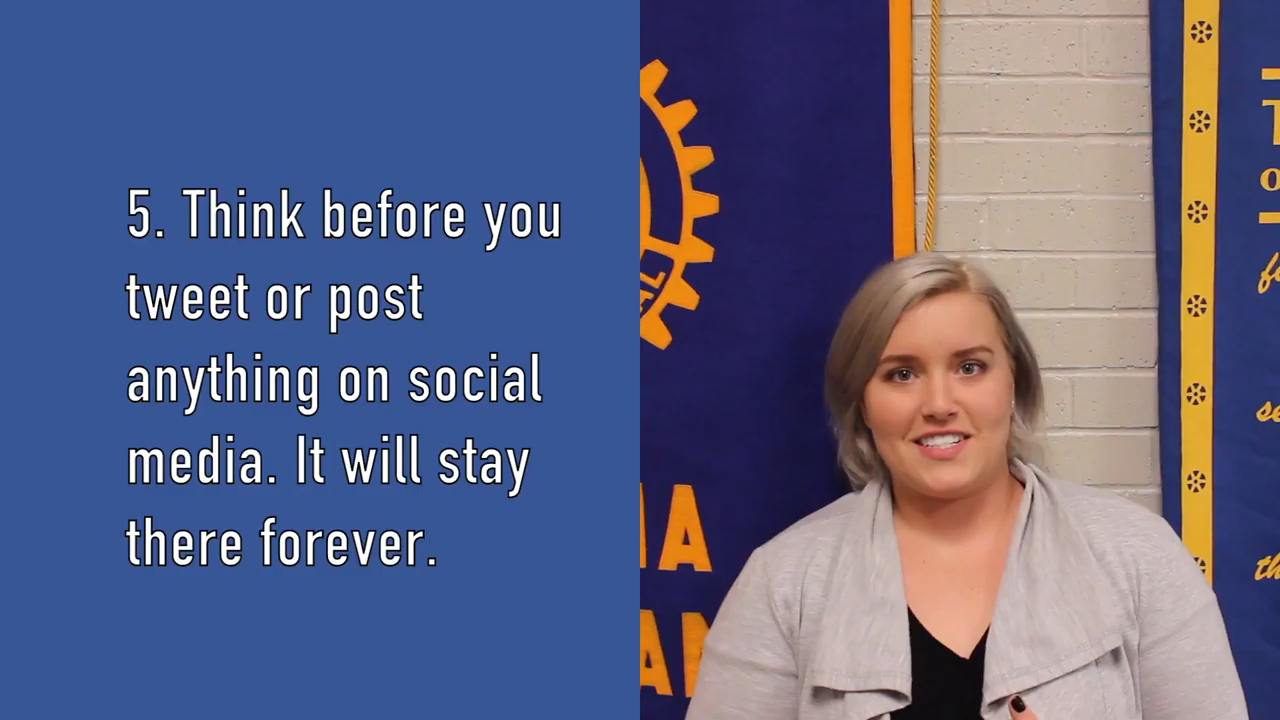 5. Think before you
tweet or post
anything on social
media. It will stay
there forever.